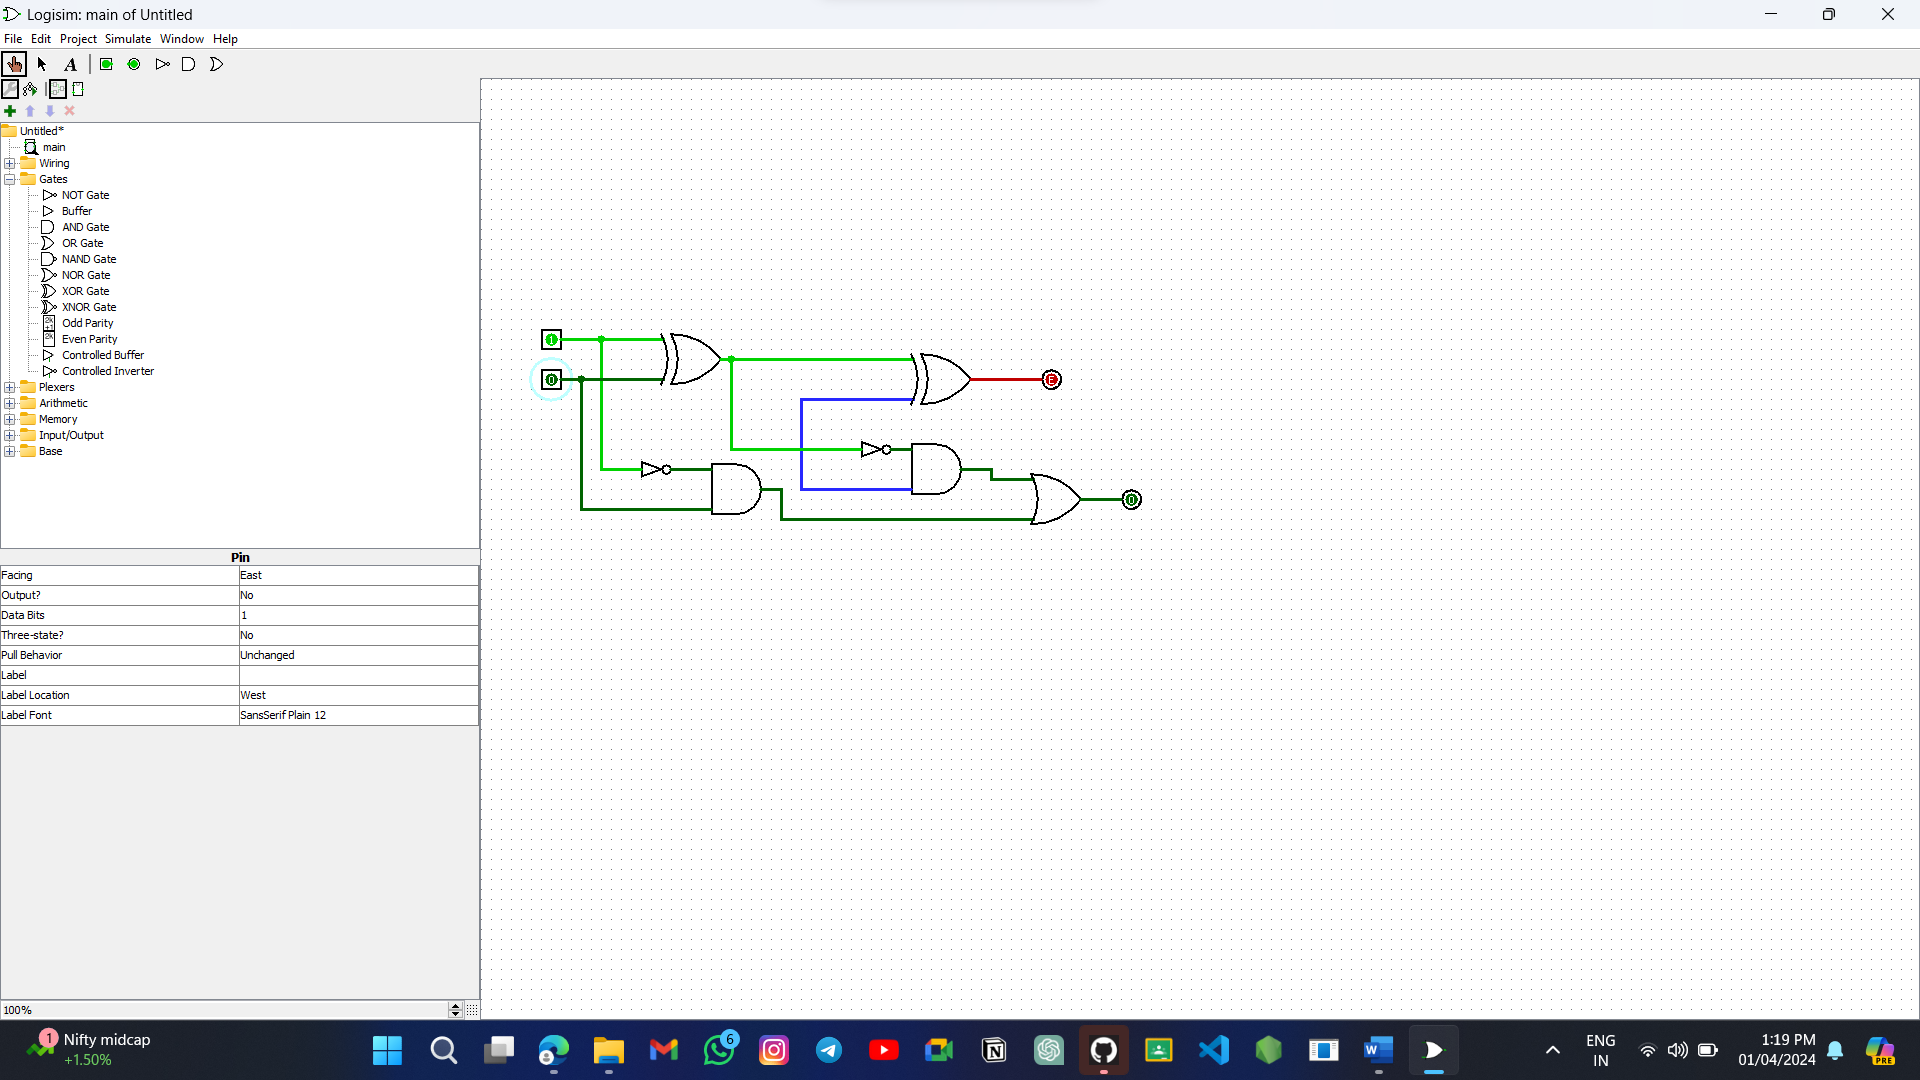 Logisim: main of Untitled
File Edit Project Simulate Window Help
A
Untitled*
main
Wiring
Gates
NOT Gate
Buffer
AND Gate
OR Gate
NAND Gate
NOR Gate
XOR Gate
XNOR Gate
Odd Parity
Even Parity
Controlled Buffer
Controlled Inverter
Plexers
Arithmetic
Memory
Input/Output
Base
1
0
E
0
Pin
Facing East
Output? No
Data Bits 1
Three-state? No
Pull Behavior Unchanged
Label
Label Location West
Label Font SansSerif Plain 12
100%
1 Nifty midcap
+1.50%
6
ENG
IN
1:19 PM
01/04/2024
PRE